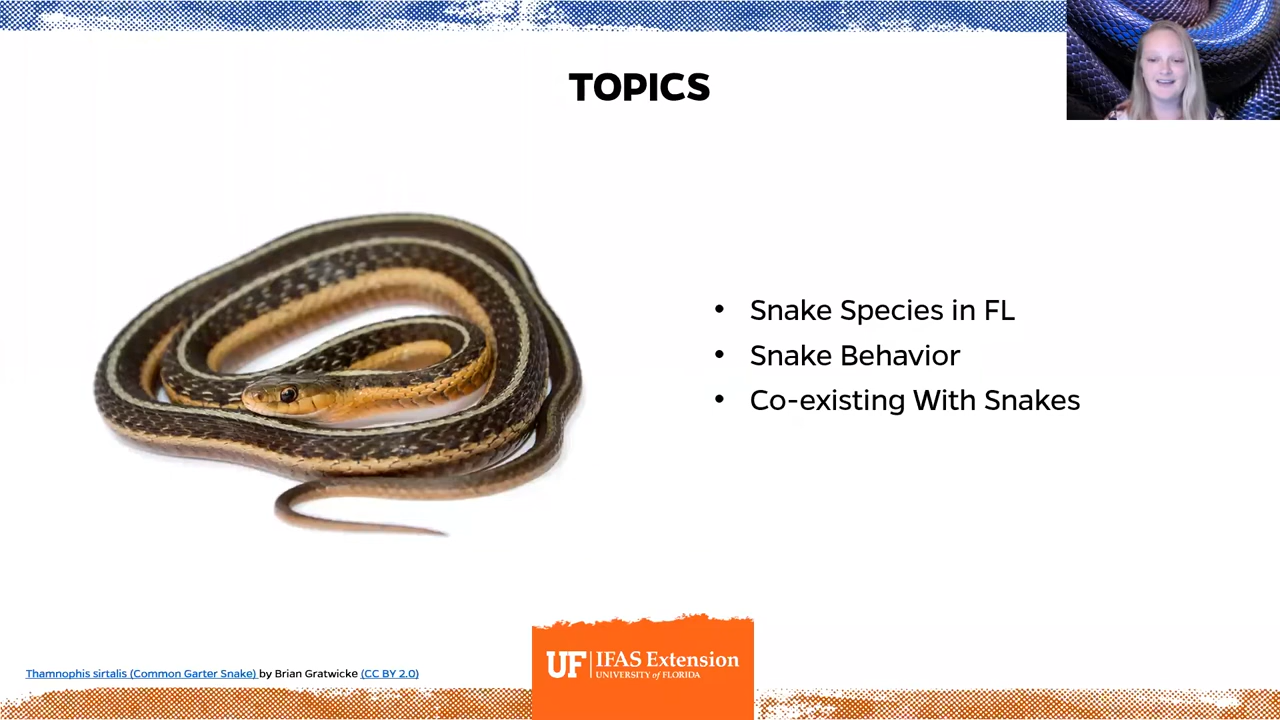 TOPICS
• Snake Species in FL
• Snake Behavior
• Co-existing With Snakes
UF | IFAS Extension
UNIVERSITY of FLORIDA
Thamnophis sirtalis (Common Garter Snake) by Brian Gratwicke (CC BY 2.0)